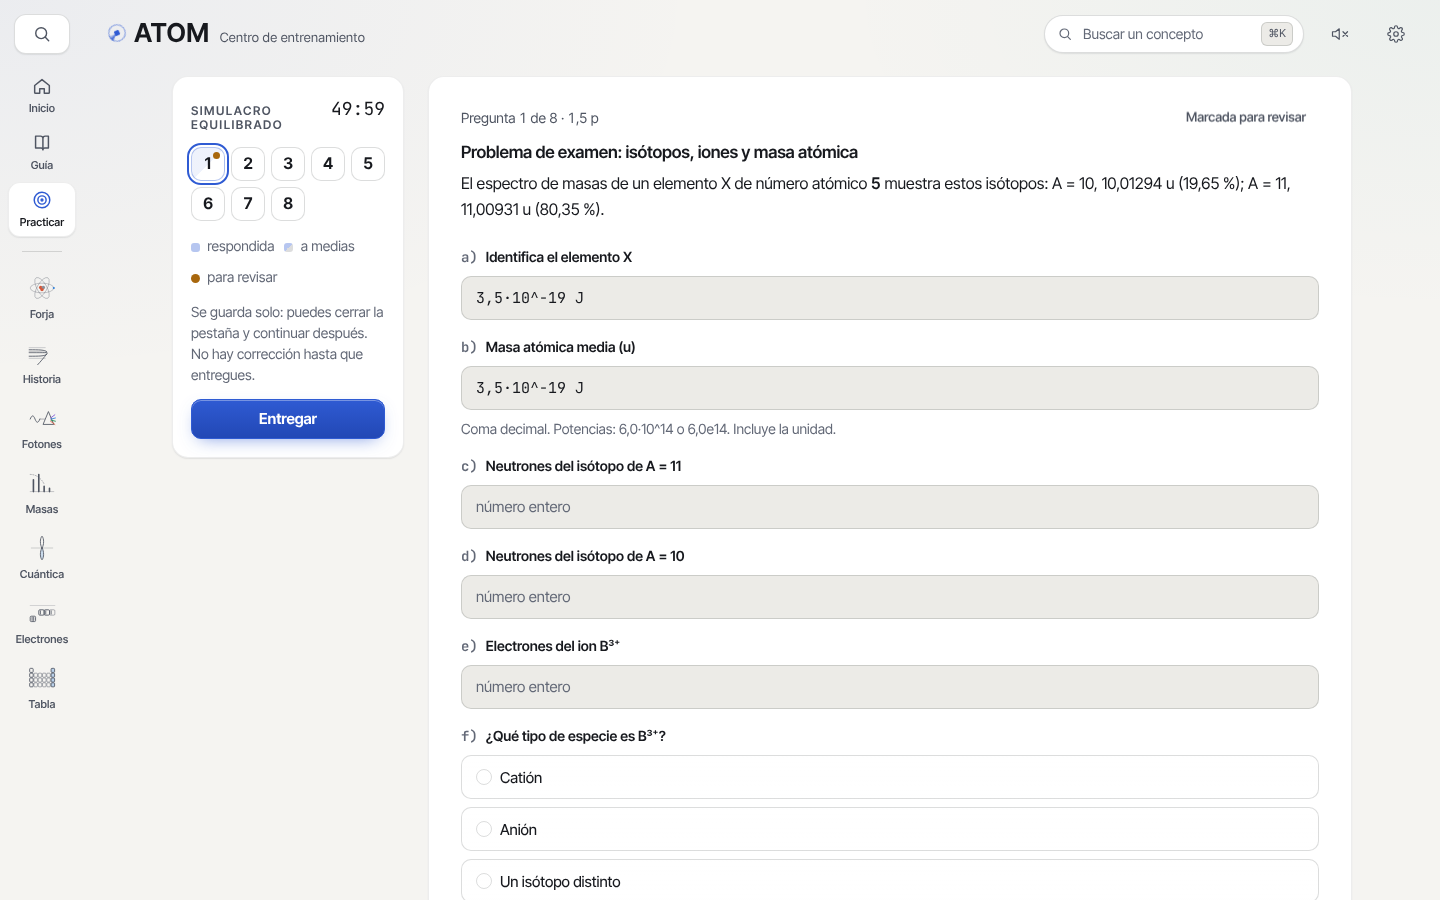 ATOM Centro de entrenamiento
Buscar un concepto ⌘K
Inicio
Guía
Practicar
Forja
Historia
Fotones
Masas
Cuántica
Electrones
Tabla
SIMULACRO
EQUILIBRADO
49:59
1 2 3 4 5
6 7 8
respondida a medias
para revisar
Se guarda solo: puedes cerrar la
pestaña y continuar después.
No hay corrección hasta que
entregues.
Entregar
Pregunta 1 de 8 · 1,5 p
Marcada para revisar
Problema de examen: isótopos, iones y masa atómica
El espectro de masas de un elemento X de número atómico 5 muestra estos isótopos: A = 10, 10,01294 u (19,65 %); A = 11,
11,00931 u (80,35 %).
a) Identifica el elemento X
3,5·10^-19 J
b) Masa atómica media (u)
3,5·10^-19 J
Coma decimal. Potencias: 6,0·10^14 o 6,0e14. Incluye la unidad.
c) Neutrones del isótopo de A = 11
número entero
d) Neutrones del isótopo de A = 10
número entero
e) Electrones del ion B³⁺
número entero
f) ¿Qué tipo de especie es B³⁺?
Catión
Anión
Un isótopo distinto